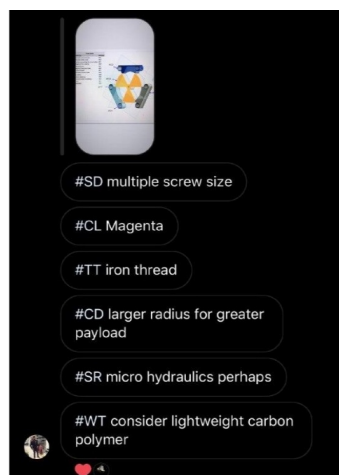 #SD multiple screw size
#CL Magenta
#TT iron thread
#CD larger radius for greater
payload
#SR micro hydraulics perhaps
#WT consider lightweight carbon
polymer